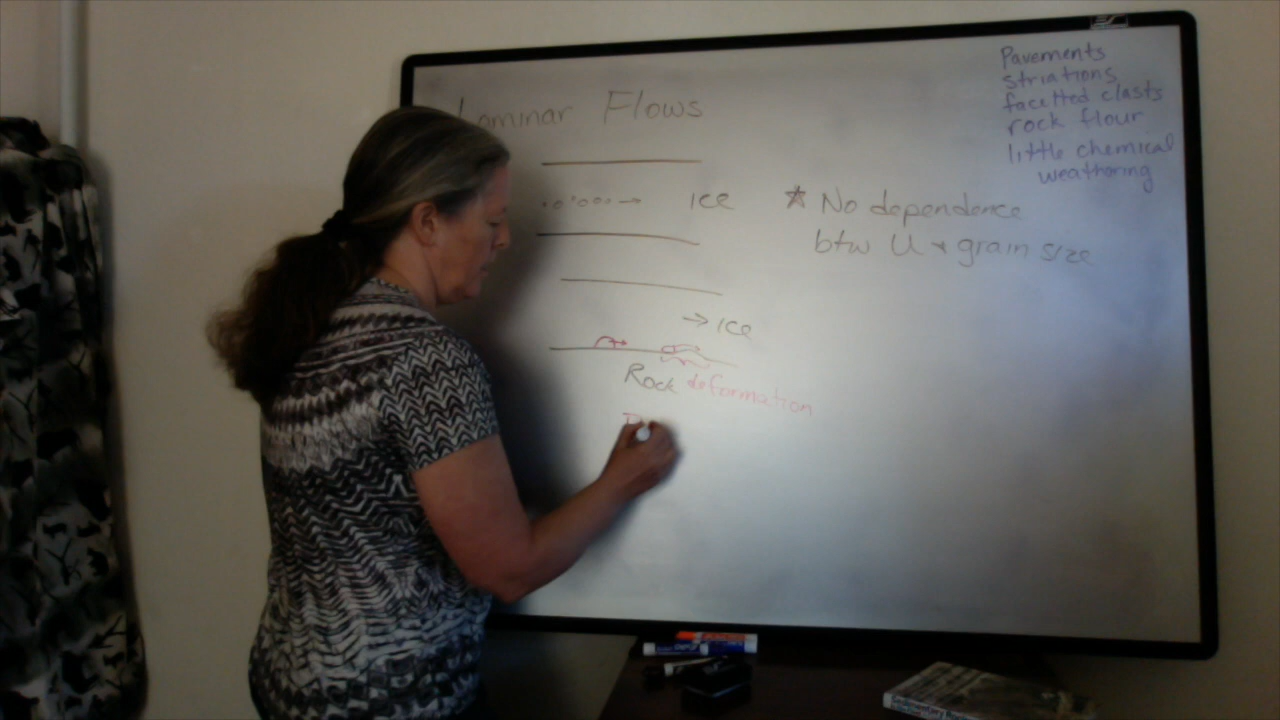 Laminar Flows
ICE
→ ICE
Rock deformation
* No dependence
btw U + grain size
Pavements
striations
facetted clasts
rock flour
little chemical
weathering